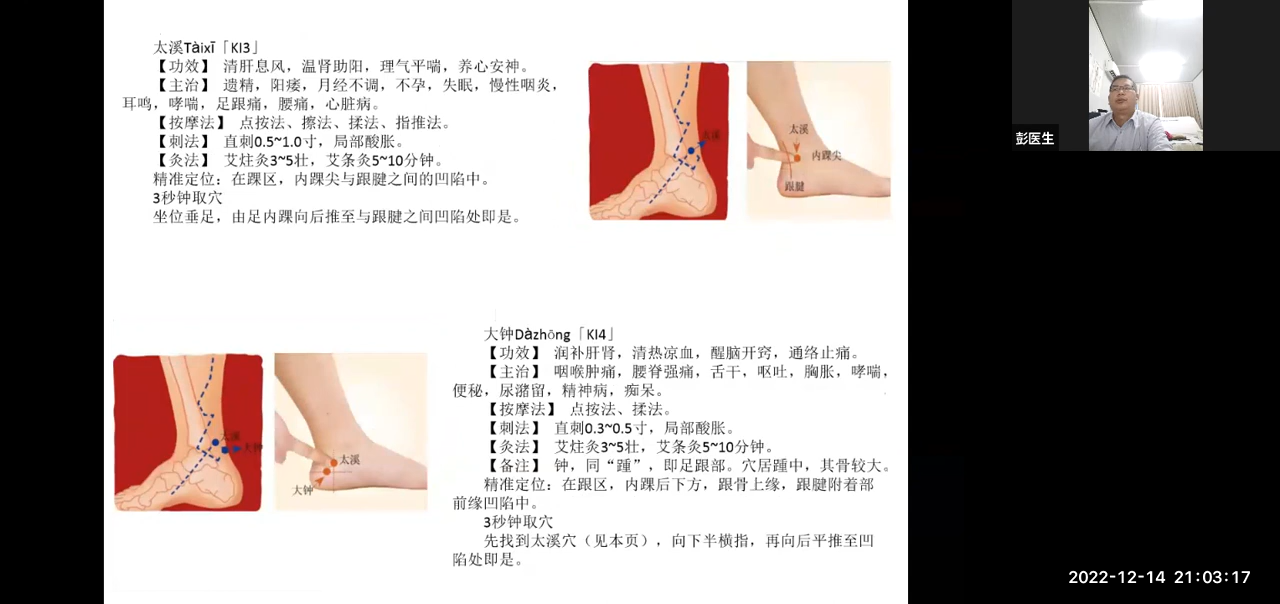 太溪Tàixī「KI3」
【功效】 清肝息风，温肾助阳，理气平喘，养心安神。
【主治】 遗精，阳痿，月经不调，不孕，失眠，慢性咽炎，
耳鸣，哮喘，足跟痛，腰痛，心脏病。
【按摩法】 点按法、擦法、揉法、指推法。
【刺法】 直刺0.5~1.0寸，局部酸胀。
【灸法】 艾炷灸3~5壮，艾条灸5~10分钟。
精准定位：在踝区，内踝尖与跟腱之间的凹陷中。
3秒钟取穴
坐位垂足，由足内踝向后推至与跟腱之间凹陷处即是。
太溪
太溪
内踝尖
跟腱
彭医生
大钟Dàzhōng「KI4」
【功效】 润补肝肾，清热凉血，醒脑开窍，通络止痛。
【主治】 咽喉肿痛，腰脊强痛，舌干，呕吐，胸胀，哮喘，
便秘，尿潴留，精神病，痴呆。
【按摩法】 点按法、揉法。
【刺法】 直刺0.3~0.5寸，局部酸胀。
【灸法】 艾炷灸3~5壮，艾条灸5~10分钟。
【备注】 钟，同“踵”，即足跟部。穴居踵中，其骨较大。
精准定位：在跟区，内踝后下方，跟骨上缘，跟腱附着部
前缘凹陷中。
3秒钟取穴
先找到太溪穴（见本页），向下半横指，再向后平推至凹
陷处即是。
太溪
大钟
太溪
大钟
2022-12-14 21:03:17